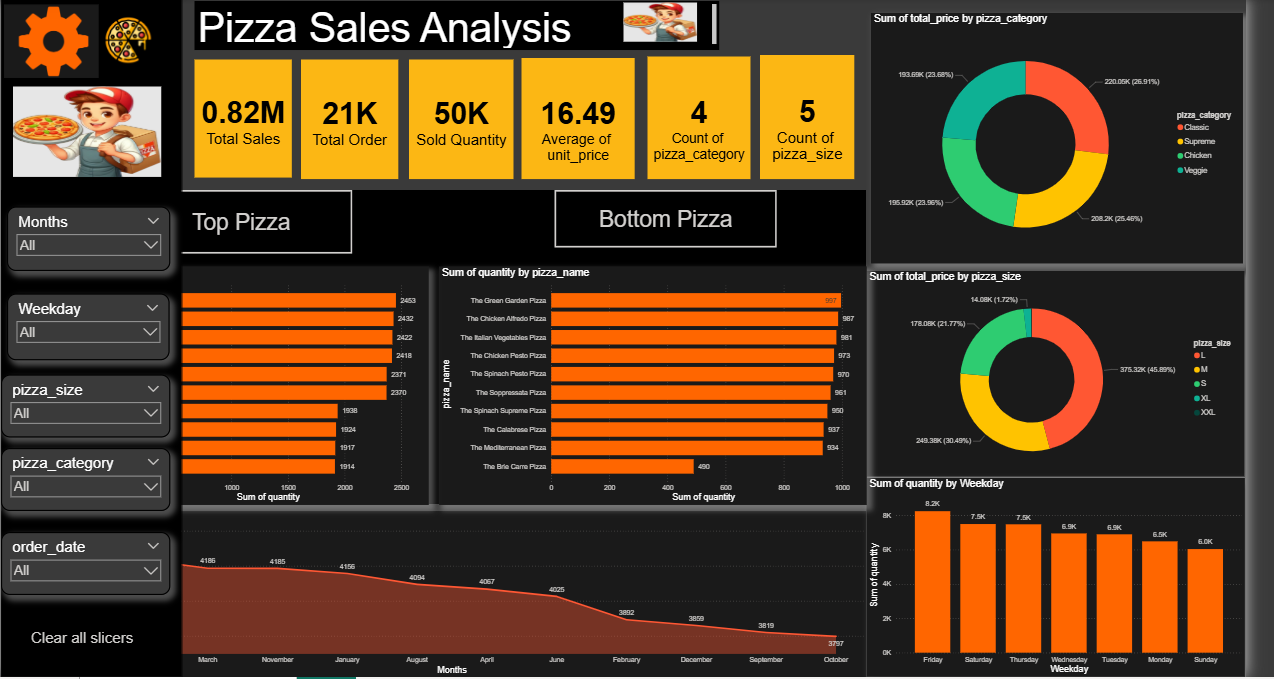 Pizza Sales Analysis
0.82M
Total Sales
21K
Total Order
50K
Sold Quantity
16.49
Average of
unit_price
4
Count of
pizza_category
5
Count of
pizza_size
Months
All
Weekday
All
pizza_size
All
pizza_category
All
order_date
All
Clear all slicers
Top Pizza
Bottom Pizza
2453
2432
2422
2418
2371
2370
1938
1924
1917
1914
1000 1500 2000 2500
Sum of quantity
Sum of quantity by pizza_name
pizza_name
The Green Garden Pizza 997
The Chicken Alfredo Pizza 987
The Italian Vegetables Pizza 981
The Chicken Pesto Pizza 973
The Spinach Pesto Pizza 970
The Soppressata Pizza 961
The Spinach Supreme Pizza 950
The Calabrese Pizza 937
The Mediterranean Pizza 934
The Brie Carre Pizza 490
0 200 400 600 800 1000
Sum of quantity
4186 4185 4156 4094 4067 4025 3892 3859 3819 3797
March November January August April June February December September October
Months
Sum of total_price by pizza_category
193.69K (23.68%)
220.05K (26.91%)
195.92K (23.96%)
208.2K (25.46%)
pizza_category
Classic
Supreme
Chicken
Veggie
Sum of total_price by pizza_size
14.08K (1.72%)
178.08K (21.77%)
375.32K (45.89%)
249.38K (30.49%)
pizza_size
L
M
S
XL
XXL
Sum of quantity by Weekday
Sum of quantity
8K
6K
4K
2K
0K
8.2K 7.5K 7.5K 6.9K 6.9K 6.5K 6.0K
Friday Saturday Thursday Wednesday Tuesday Monday Sunday
Weekday